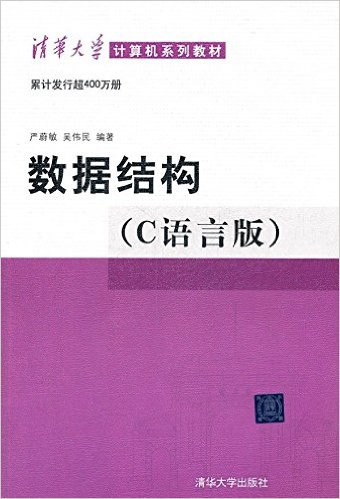 清华大学 计算机系列教材
累计发行超400万册
严蔚敏 吴伟民 编著
数据结构
（C语言版）
清华大学出版社